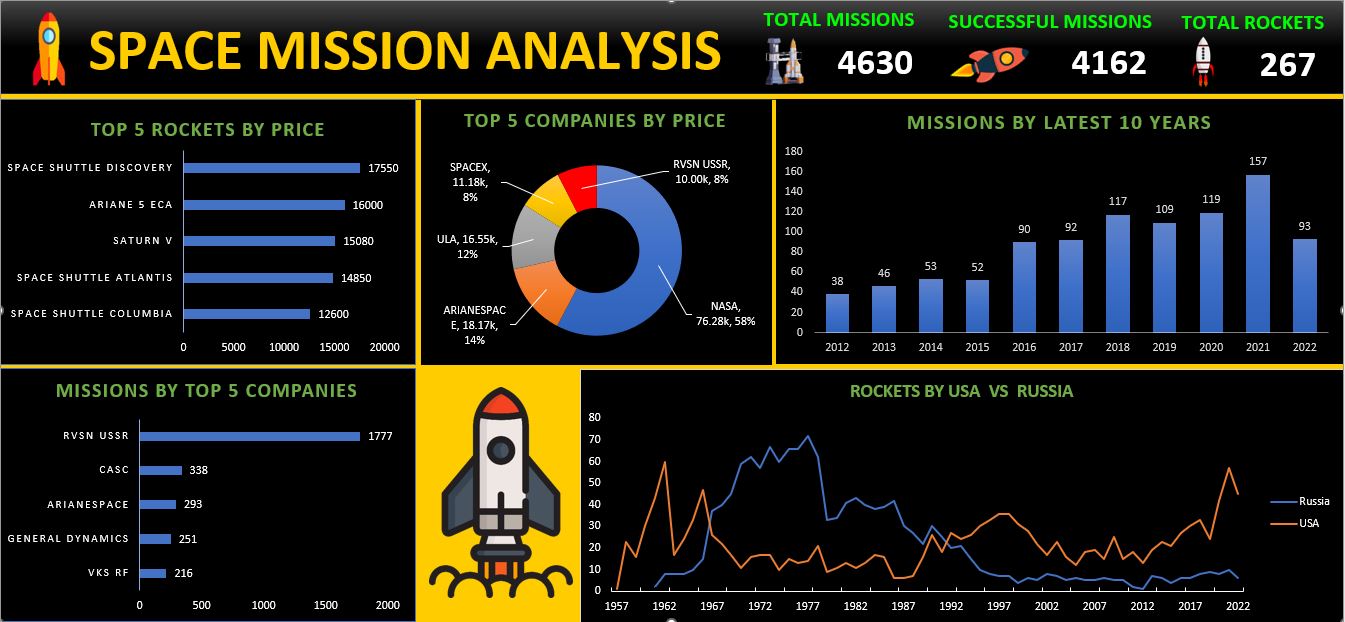 SPACE MISSION ANALYSIS
TOTAL MISSIONS
4630
SUCCESSFUL MISSIONS
4162
TOTAL ROCKETS
267
TOP 5 ROCKETS BY PRICE
SPACE SHUTTLE DISCOVERY 17550
ARIANE 5 ECA 16000
SATURN V 15080
SPACE SHUTTLE ATLANTIS 14850
SPACE SHUTTLE COLUMBIA 12600
0 5000 10000 15000 20000
TOP 5 COMPANIES BY PRICE
SPACEX,
11.18k,
8%
RVSN USSR,
10.00k, 8%
ULA, 16.55k,
12%
ARIANESPAC
E, 18.17k,
14%
NASA,
76.28k, 58%
MISSIONS BY LATEST 10 YEARS
180
160
140
120
100
80
60
40
20
0
38 46 53 52 90 92 117 109 119 157 93
2012 2013 2014 2015 2016 2017 2018 2019 2020 2021 2022
MISSIONS BY TOP 5 COMPANIES
RVSN USSR 1777
CASC 338
ARIANESPACE 293
GENERAL DYNAMICS 251
VKS RF 216
0 500 1000 1500 2000
ROCKETS BY USA VS RUSSIA
80
70
60
50
40
30
20
10
0
1957 1962 1967 1972 1977 1982 1987 1992 1997 2002 2007 2012 2017 2022
Russia
USA